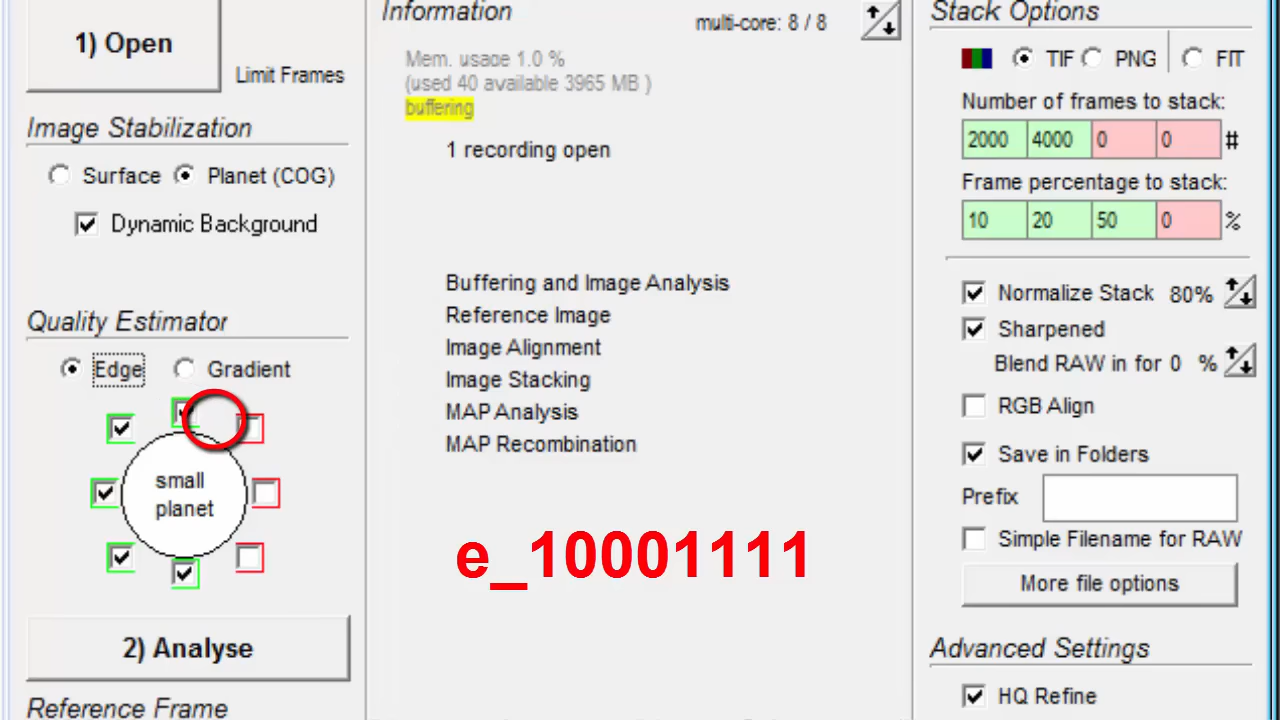 1) Open
Limit Frames
Image Stabilization
Surface
Planet (COG)
Dynamic Background
Quality Estimator
Edge
Gradient
small
planet
2) Analyse
Reference Frame
Information
multi-core: 8 / 8
Mem. usage 1.0 %
(used 40 available 3965 MB )
buffering
1 recording open
Buffering and Image Analysis
Reference Image
Image Alignment
Image Stacking
MAP Analysis
MAP Recombination
e_10001111
Stack Options
TIF PNG FIT
Number of frames to stack:
2000 4000 0 0 #
Frame percentage to stack:
10 20 50 0 %
Normalize Stack 80%
Sharpened
Blend RAW in for 0 %
RGB Align
Save in Folders
Prefix
Simple Filename for RAW
More file options
Advanced Settings
HQ Refine